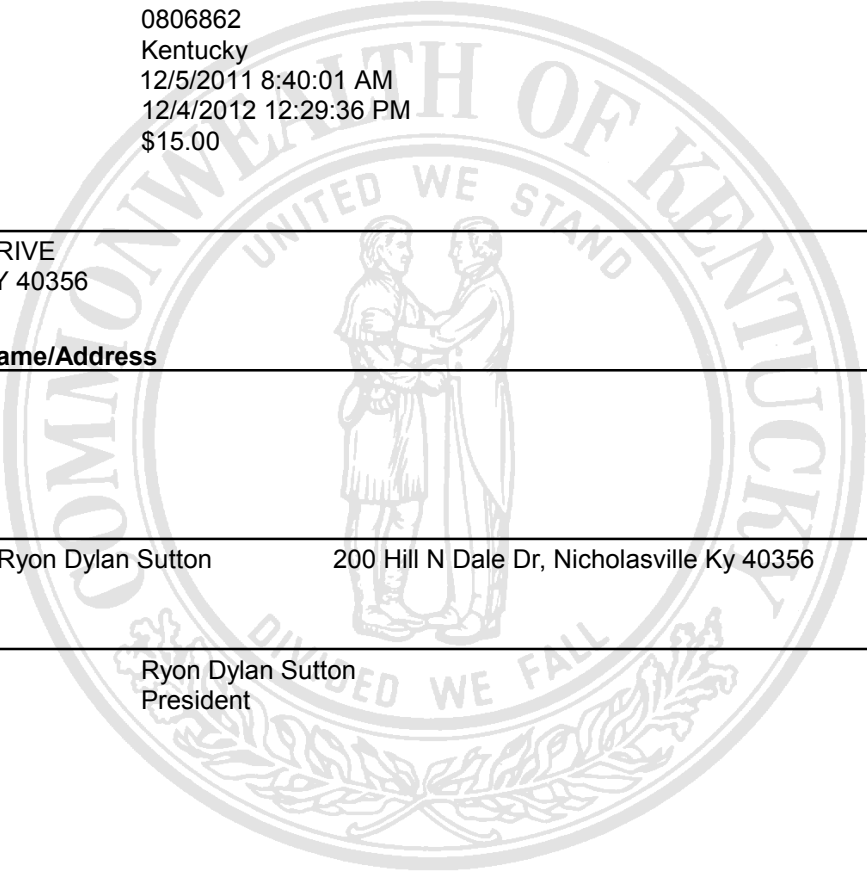 0806862
Kentucky
12/5/2011 8:40:01 AM
12/4/2012 12:29:36 PM
$15.00
COMMONWEALTH OF KENTUCKY
UNITED WE STAND
RIVE
Y 40356
ame/Address
Ryon Dylan Sutton 200 Hill N Dale Dr, Nicholasville Ky 40356
DIVIDED WE FALL
Ryon Dylan Sutton
President